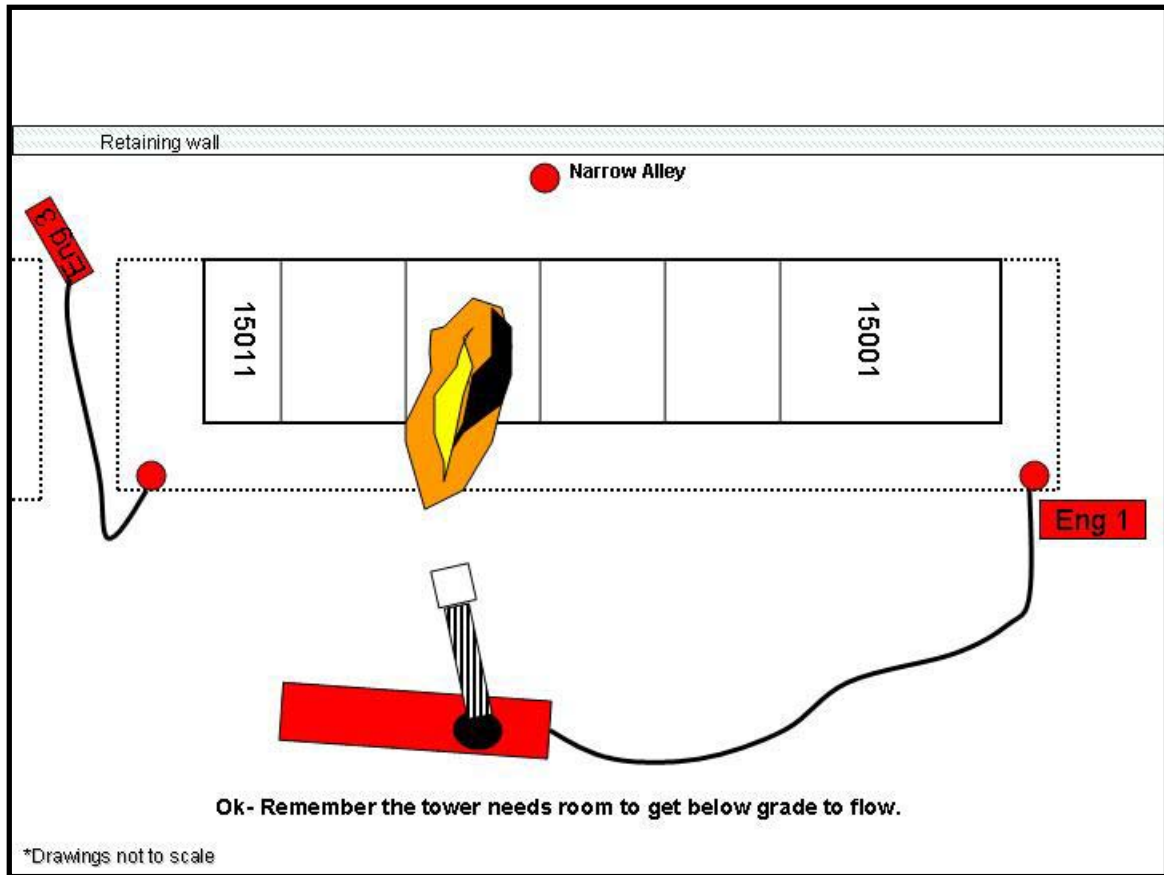 Retaining wall
Narrow Alley
Eng 3
15011
15001
Eng 1
Ok- Remember the tower needs room to get below grade to flow.
*Drawings not to scale